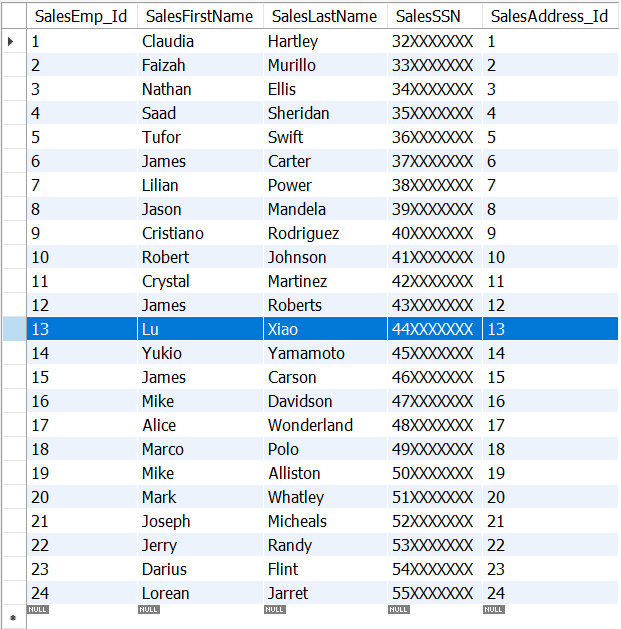 SalesEmp_Id SalesFirstName SalesLastName SalesSSN SalesAddress_Id
1 Claudia Hartley 32XXXXXXX 1
2 Faizah Murillo 33XXXXXXX 2
3 Nathan Ellis 34XXXXXXX 3
4 Saad Sheridan 35XXXXXXX 4
5 Tufor Swift 36XXXXXXX 5
6 James Carter 37XXXXXXX 6
7 Lilian Power 38XXXXXXX 7
8 Jason Mandela 39XXXXXXX 8
9 Cristiano Rodriguez 40XXXXXXX 9
10 Robert Johnson 41XXXXXXX 10
11 Crystal Martinez 42XXXXXXX 11
12 James Roberts 43XXXXXXX 12
13 Lu Xiao 44XXXXXXX 13
14 Yukio Yamamoto 45XXXXXXX 14
15 James Carson 46XXXXXXX 15
16 Mike Davidson 47XXXXXXX 16
17 Alice Wonderland 48XXXXXXX 17
18 Marco Polo 49XXXXXXX 18
19 Mike Alliston 50XXXXXXX 19
20 Mark Whatley 51XXXXXXX 20
21 Joseph Micheals 52XXXXXXX 21
22 Jerry Randy 53XXXXXXX 22
23 Darius Flint 54XXXXXXX 23
24 Lorean Jarret 55XXXXXXX 24
NULL NULL NULL NULL NULL